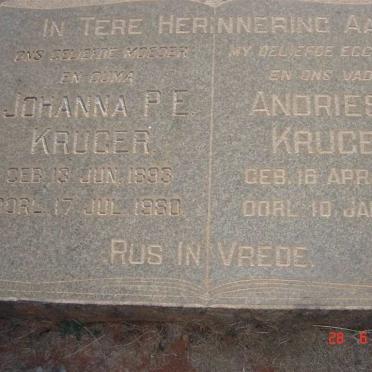 IN TERE HERINNERING AA
ONS GELIEFDE MOEDER
EN OUMA
JOHANNA P.E.
KRUGER.
GEB. 13 JUN. 1893
OORL. 17 JUL. 1980.
MY GELIEFDE EGG
EN ONS VAD
ANDRIES
KRUGE
GEB. 16 APR
OORL. 10. JA
RUS IN VREDE.
28 6